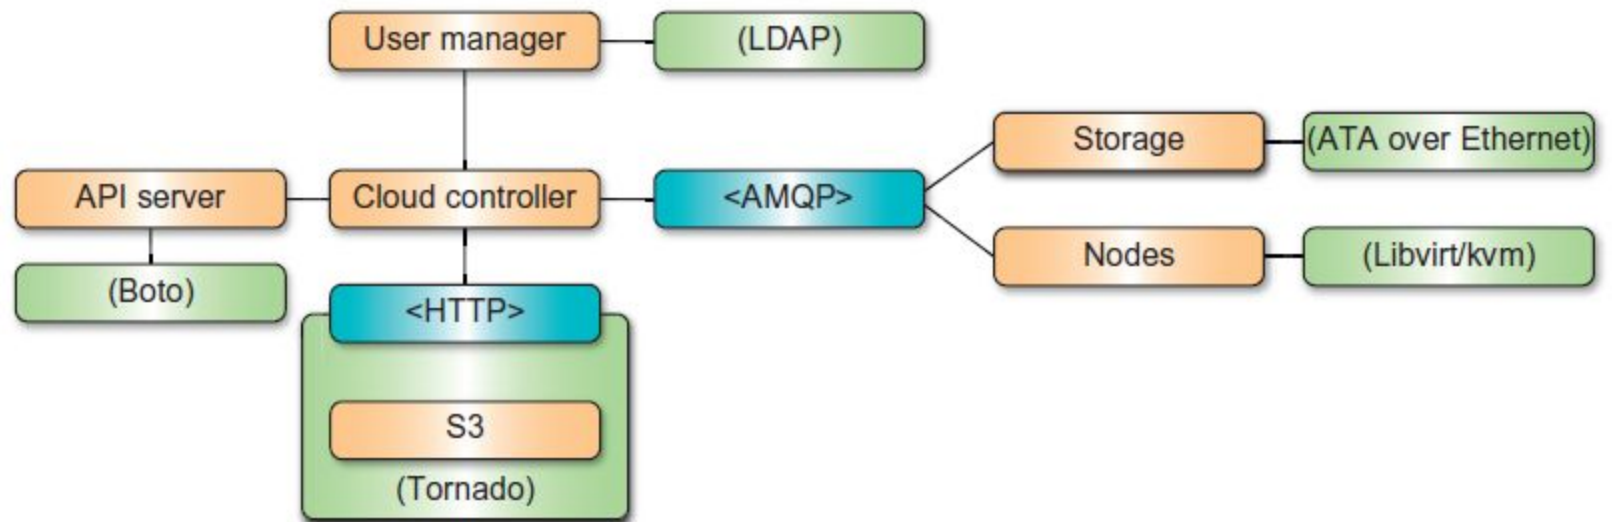 User manager
(LDAP)
Storage
(ATA over Ethernet)
API server
Cloud controller
<AMQP>
Nodes
(Libvirt/kvm)
(Boto)
<HTTP>
S3
(Tornado)